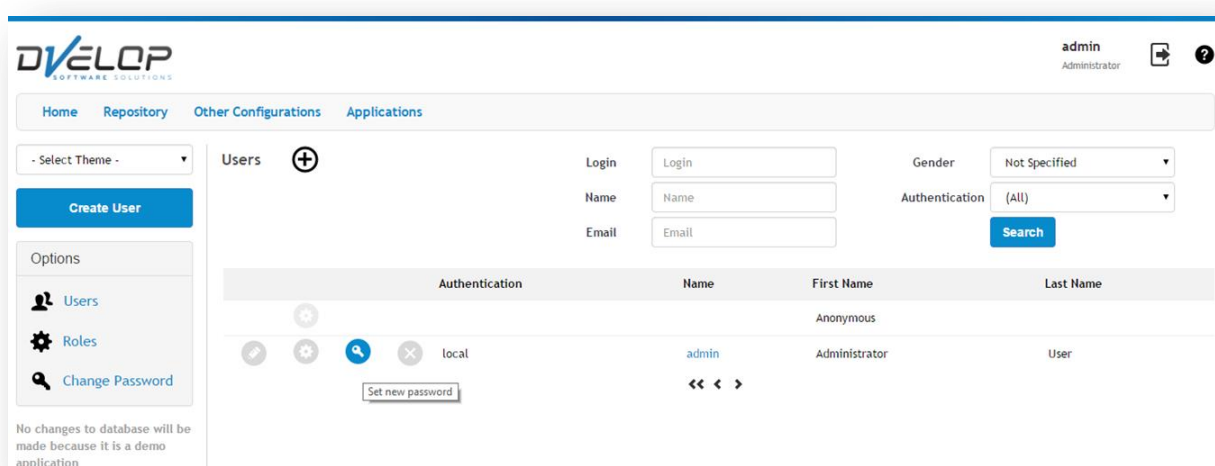 DVELOP
SOFTWARE SOLUTIONS
admin
Administrator
?
Home Repository Other Configurations Applications
- Select Theme -
Create User
Options
Users
Roles
Change Password
No changes to database will be
made because it is a demo
application
Users
Login Login
Name Name
Email Email
Gender Not Specified
Authentication (All)
Search
Authentication Name First Name Last Name
Anonymous
local admin Administrator User
Set new password